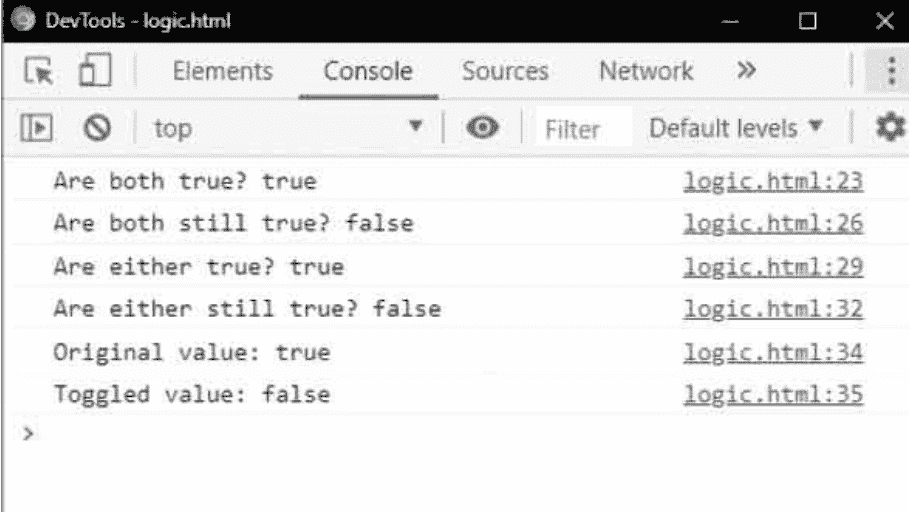 DevTools - logic.html
Elements Console Sources Network »
top Filter Default levels ▼
Are both true? true logic.html:23
Are both still true? false logic.html:26
Are either true? true logic.html:29
Are either still true? false logic.html:32
Original value: true logic.html:34
Toggled value: false logic.html:35
>